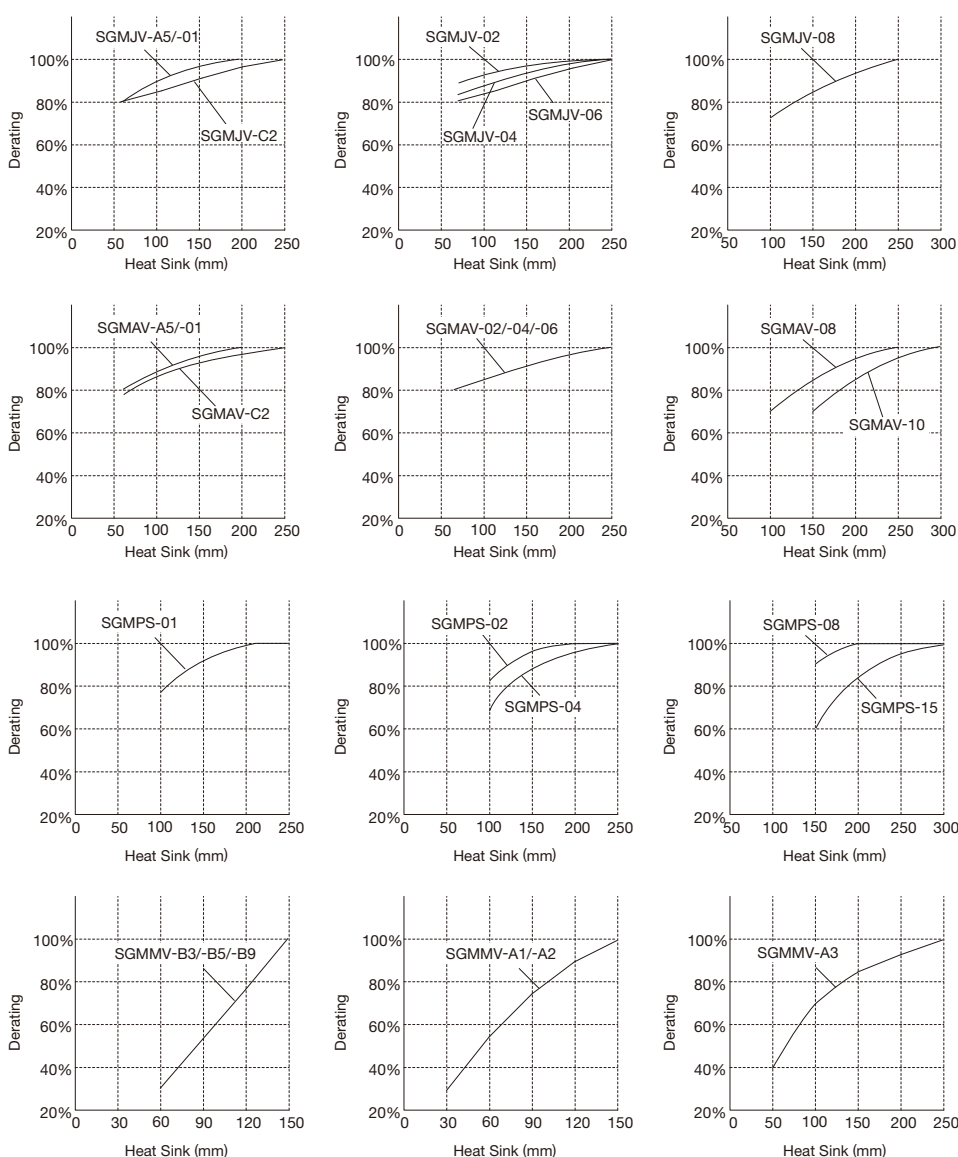 SGMJV-A5/-01
100%
80%
SGMJV-C2
60%
40%
20%
0 50 100 150 200 250
Derating
Heat Sink (mm)
SGMJV-02
100%
80%
SGMJV-06
SGMJV-04
60%
40%
20%
0 50 100 150 200 250
Derating
Heat Sink (mm)
SGMJV-08
100%
80%
60%
40%
20%
50 100 150 200 250 300
Derating
Heat Sink (mm)
SGMAV-A5/-01
100%
80%
SGMAV-C2
60%
40%
20%
0 50 100 150 200 250
Derating
Heat Sink (mm)
SGMAV-02/-04/-06
100%
80%
60%
40%
20%
0 50 100 150 200 250
Derating
Heat Sink (mm)
SGMAV-08
100%
80%
SGMAV-10
60%
40%
20%
50 100 150 200 250 300
Derating
Heat Sink (mm)
SGMPS-01
100%
80%
60%
40%
20%
0 50 100 150 200 250
Derating
Heat Sink (mm)
SGMPS-02
100%
80%
SGMPS-04
60%
40%
20%
0 50 100 150 200 250
Derating
Heat Sink (mm)
SGMPS-08
100%
80%
SGMPS-15
60%
40%
20%
50 100 150 200 250 300
Derating
Heat Sink (mm)
100%
SGMMV-B3/-B5/-B9
80%
60%
40%
20%
0 30 60 90 120 150
Derating
Heat Sink (mm)
100%
SGMMV-A1/-A2
80%
60%
40%
20%
0 30 60 90 120 150
Derating
Heat Sink (mm)
100%
SGMMV-A3
80%
60%
40%
20%
0 50 100 150 200 250
Derating
Heat Sink (mm)